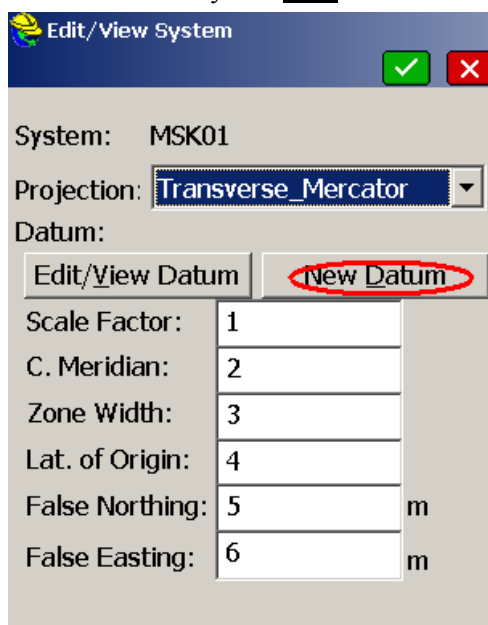 Edit/View System
System: MSK01
Projection: Transverse_Mercator
Datum:
Edit/View Datum New Datum
Scale Factor: 1
C. Meridian: 2
Zone Width: 3
Lat. of Origin: 4
False Northing: 5 m
False Easting: 6 m